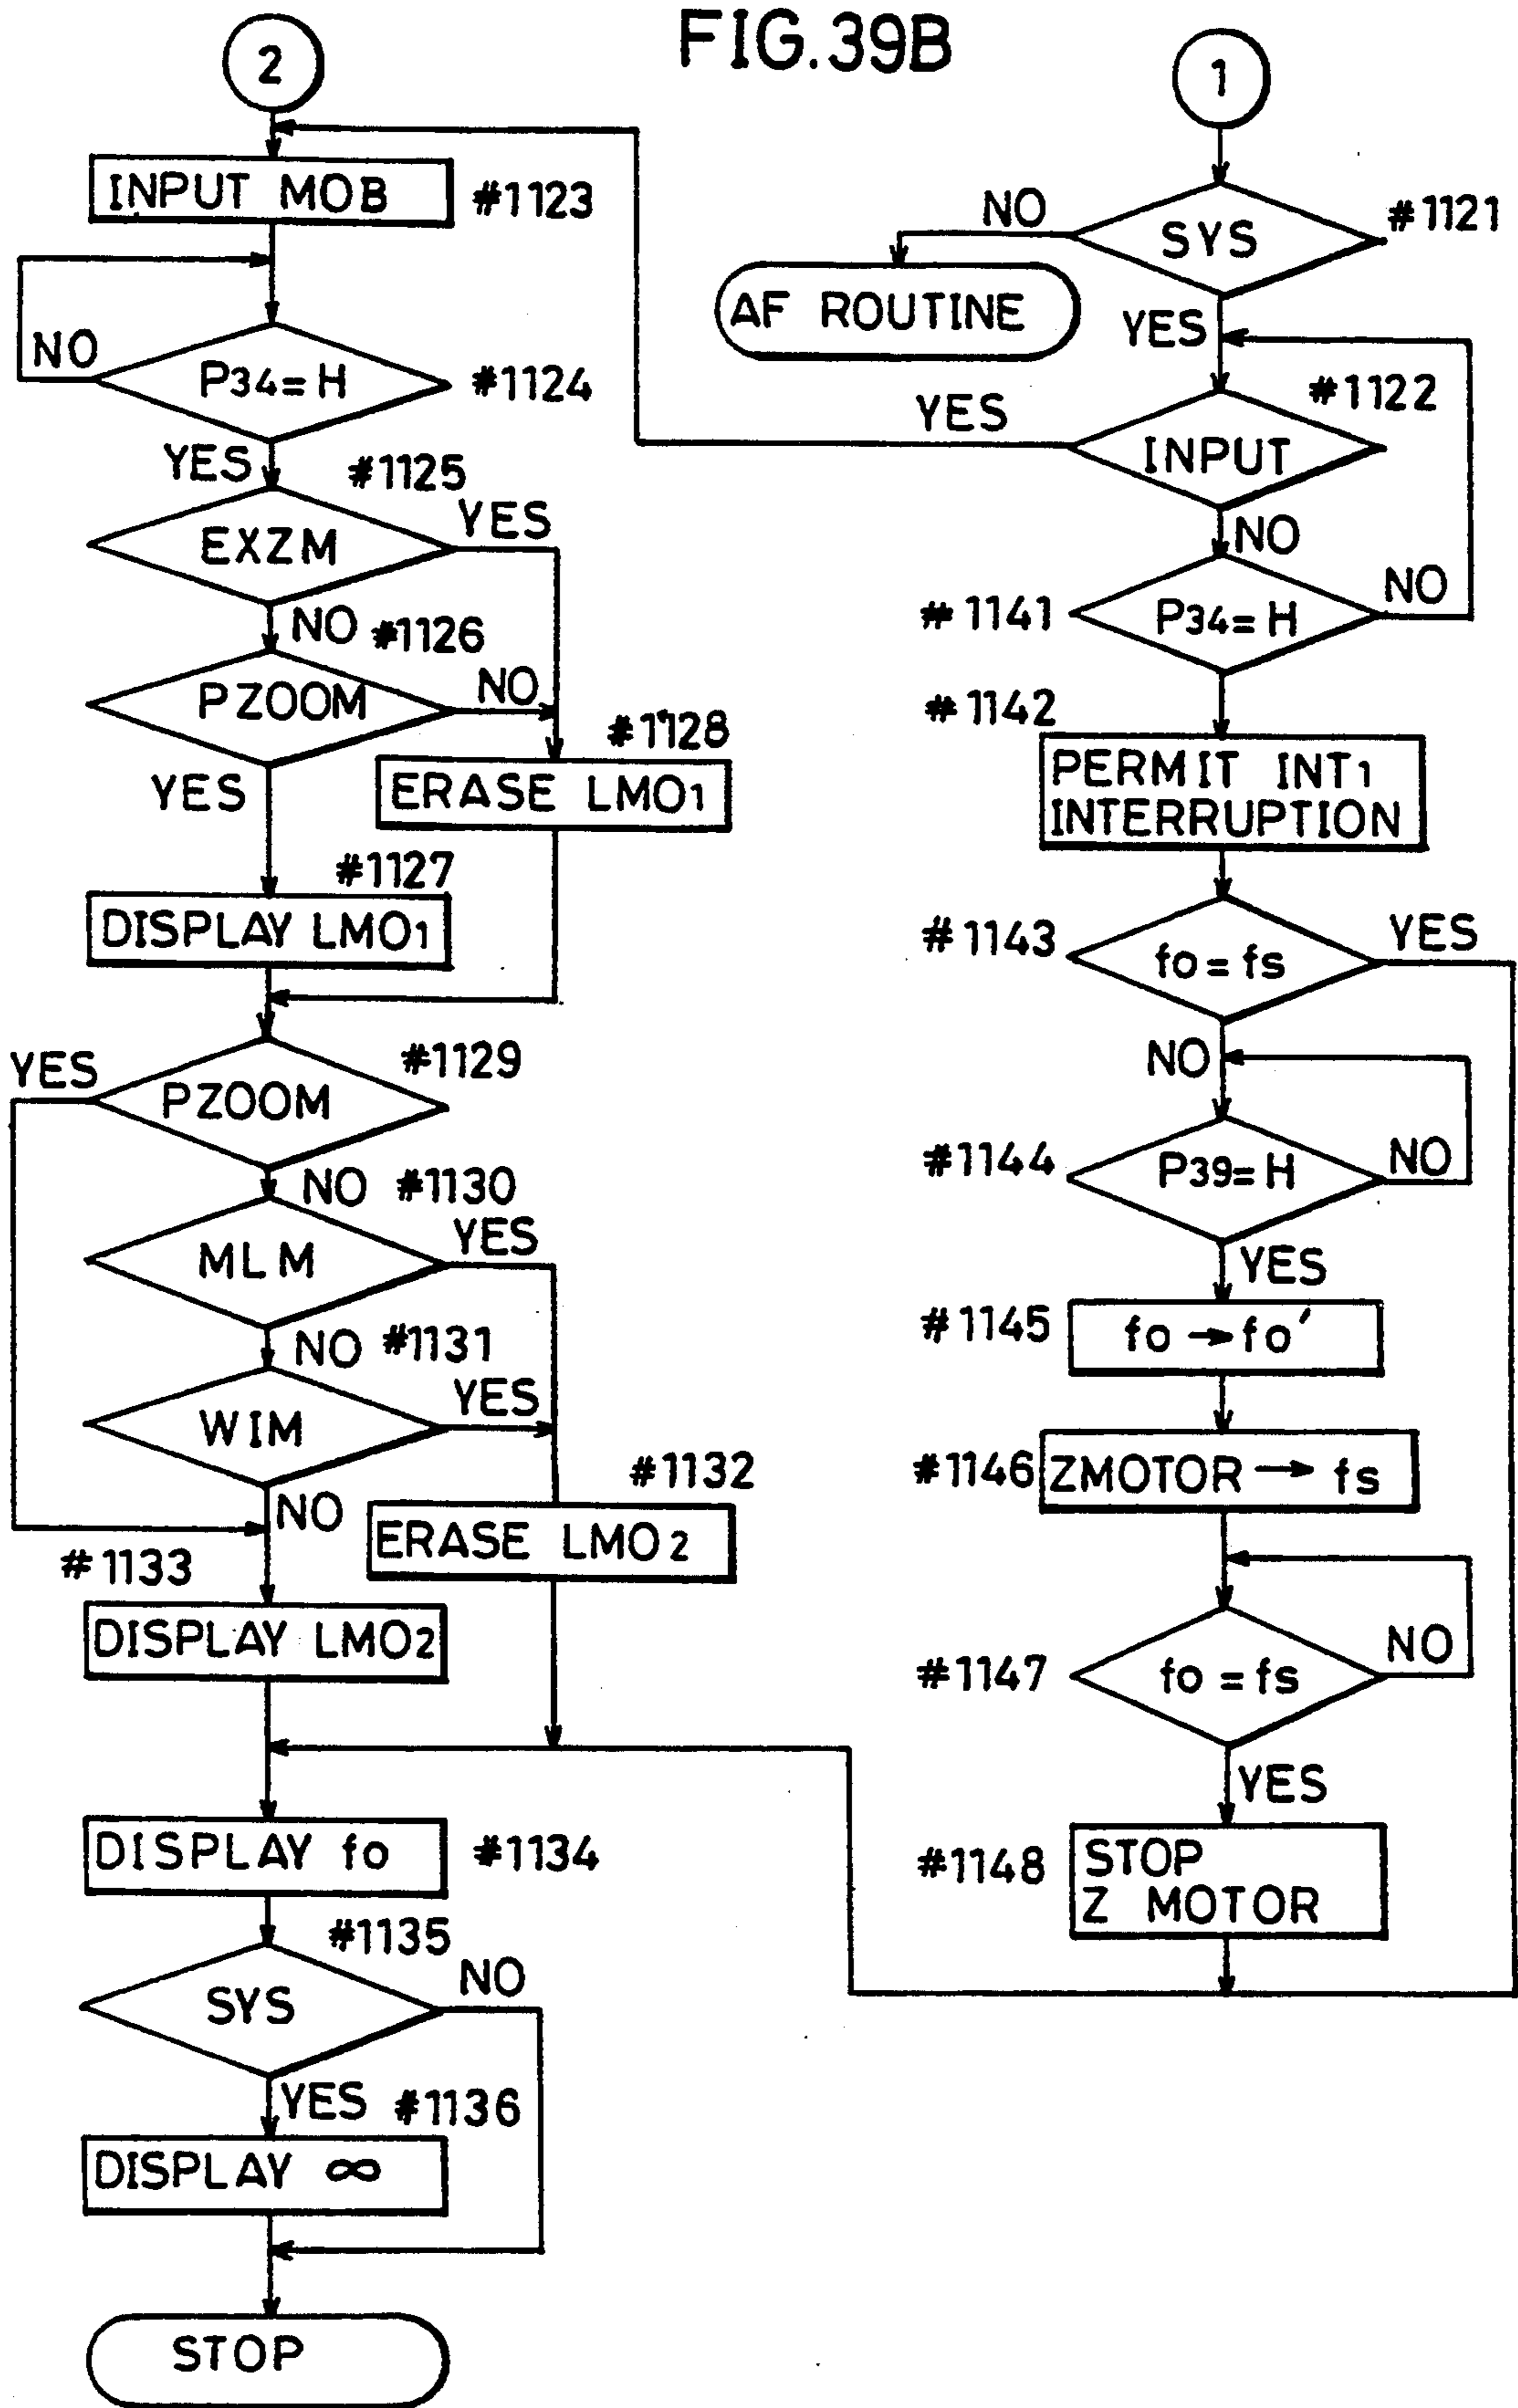 FIG.39B
2
INPUT MOB #1123
NO
P34=H #1124
YES
#1125
EXZM
YES
NO #1126
PZOOM
NO
YES
#1128
ERASE LMO1
#1127
DISPLAY LMO1
#1129
PZOOM
YES
NO #1130
MLM
YES
NO #1131
WIM
YES
NO
#1132
ERASE LMO2
#1133
DISPLAY LMO2
DISPLAY fo #1134
#1135
SYS
NO
YES #1136
DISPLAY ∞
STOP
1
#1121
SYS
NO
AF ROUTINE
YES
#1122
INPUT
YES
NO
#1141
P34=H
NO
#1142
PERMIT INT1
INTERRUPTION
#1143
fo=fs
YES
NO
#1144
P39=H
NO
YES
#1145
fo→fo′
#1146
ZMOTOR→fs
#1147
fo=fs
NO
YES
#1148
STOP
Z MOTOR